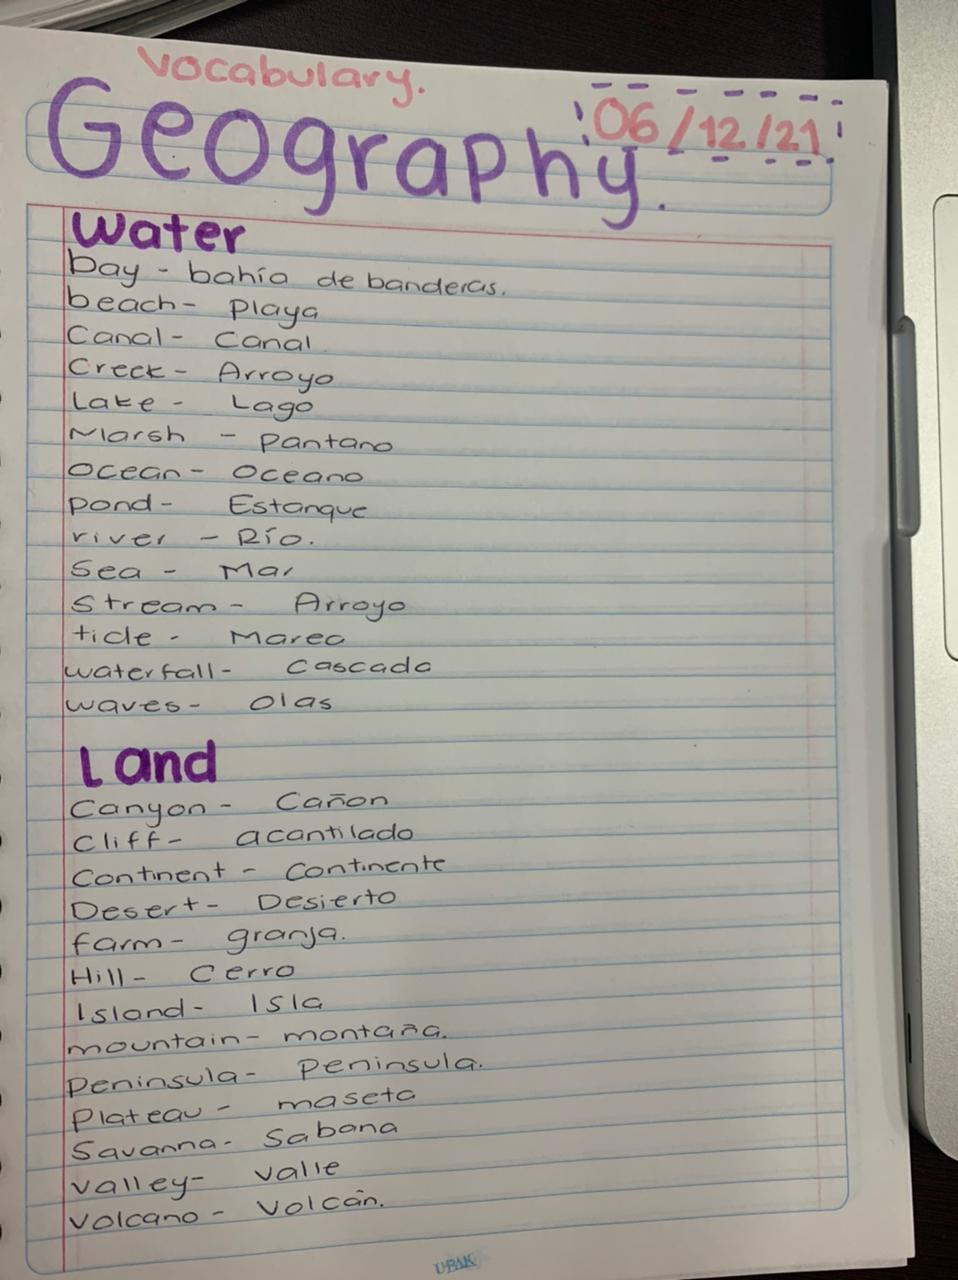 Vocabulary.
Geography.
06/12/21
Water
bay - bahía de banderas.
beach- Playa
Canal- Canal.
Creek- Arroyo
Lake - Lago
Marsh - pantano
Ocean- Oceano
pond- Estanque
river - Río.
Sea - Mar
Stream- Arroyo
tide - Marea
waterfall- Cascada
waves- Olas
Land
Canyon- Cañon
Cliff- acantilado
Continent - Continente
Desert- Desierto
farm- granja.
Hill- Cerro
Island- Isla
mountain- montaña.
Peninsula- Peninsula.
Plateau- maseta
Savanna- Sabana
Valley- Valle
Volcano- Volcán.
U-PAK